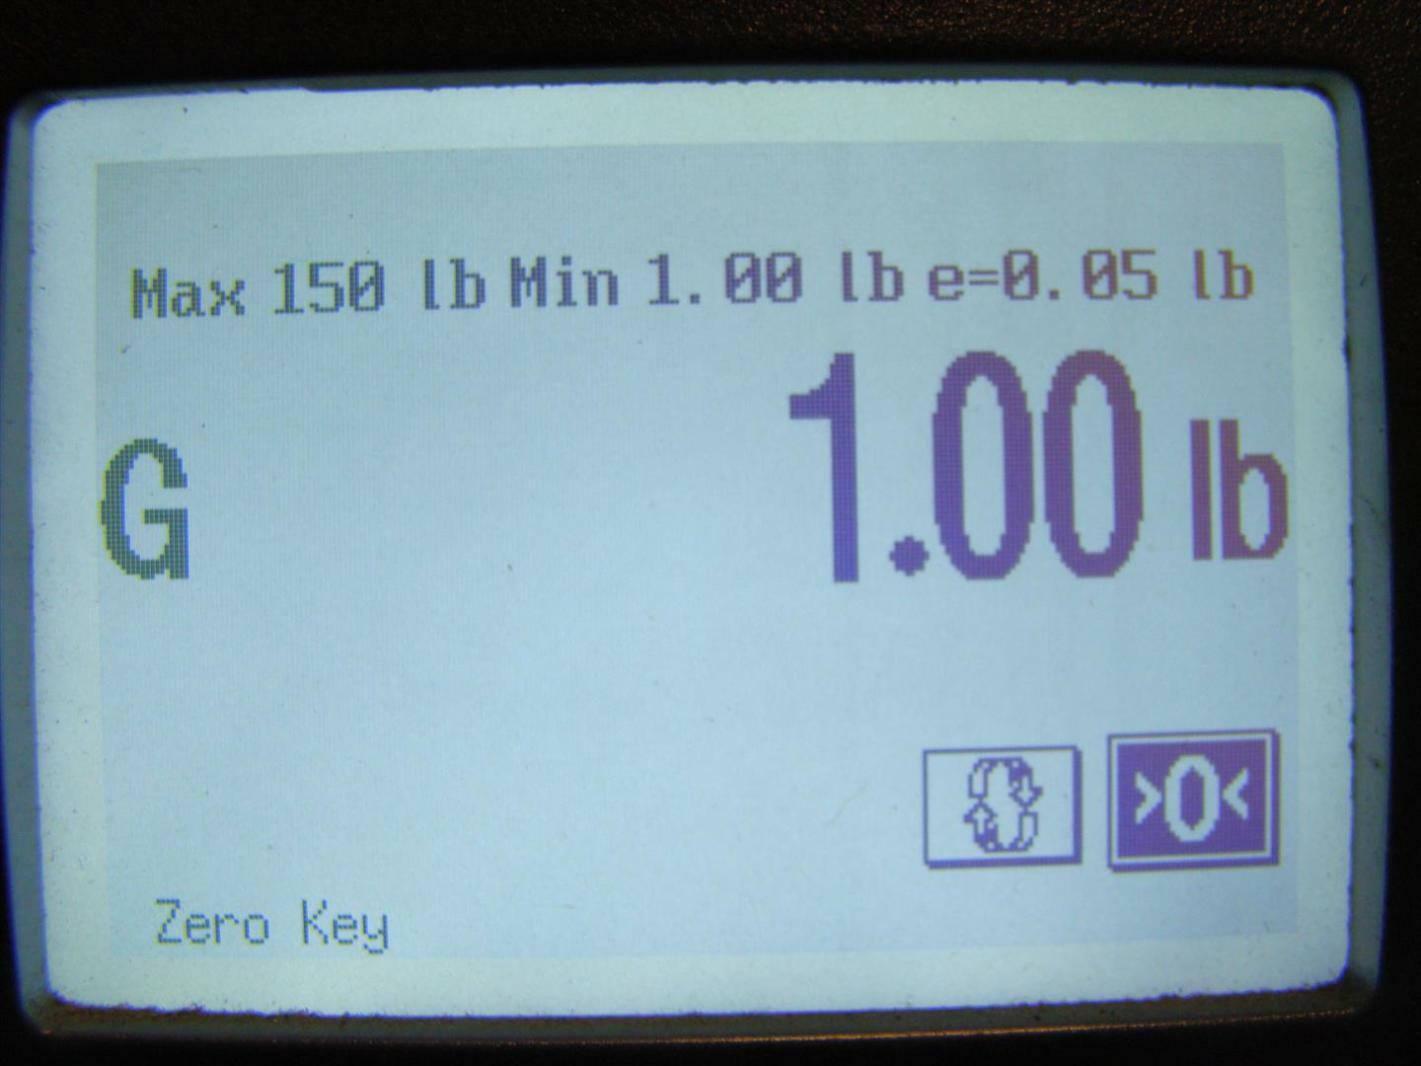 Max 150 lb Min 1.00 lb e=0.05 lb
G 1.00 lb
>0<
Zero Key